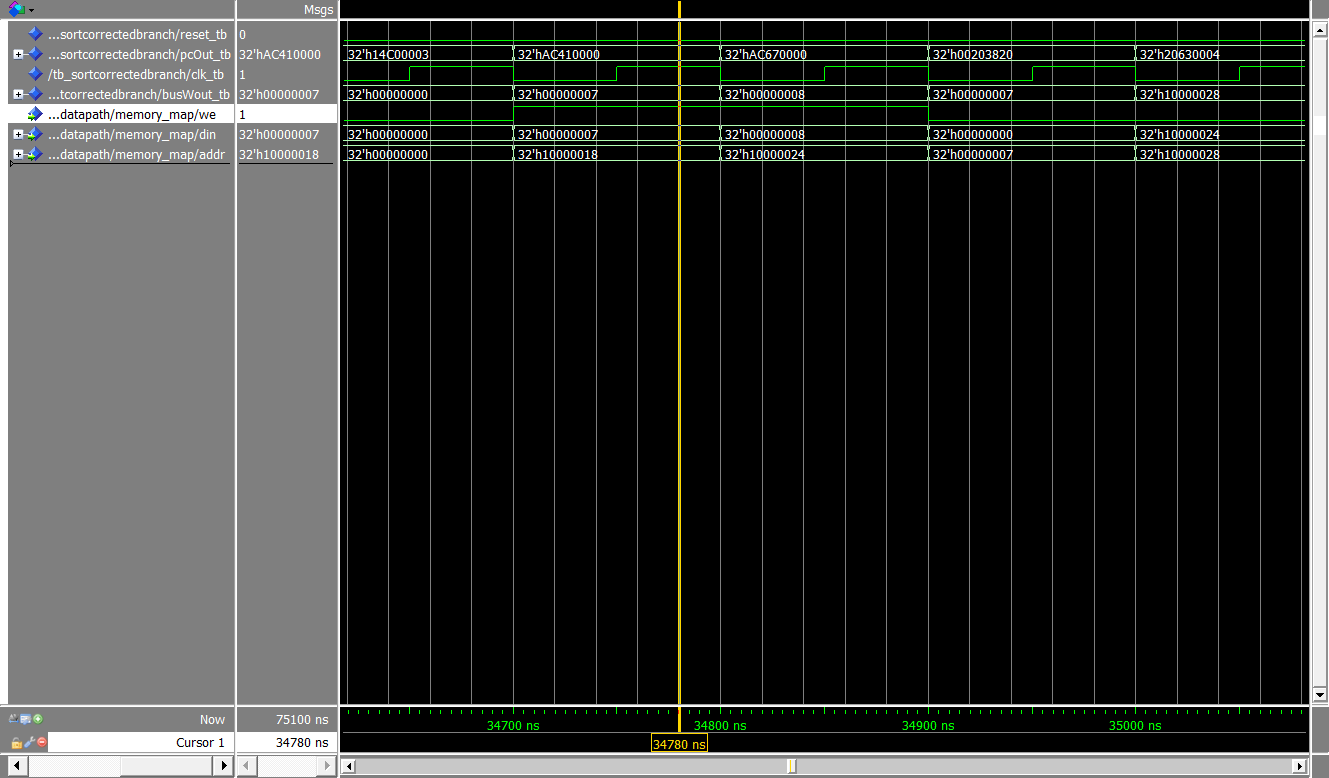 Msgs
...sortcorrectedbranch/reset_tb 0
...sortcorrectedbranch/pcOut_tb 32'hAC410000 32'h14C00003 32'hAC410000 32'hAC670000 32'h00203820 32'h20630004
/tb_sortcorrectedbranch/clk_tb 1
...tcorrectedbranch/busWout_tb 32'h00000007 32'h00000000 32'h00000007 32'h00000008 32'h00000007 32'h10000028
...datapath/memory_map/we 1
...datapath/memory_map/din 32'h00000007 32'h00000000 32'h00000007 32'h00000008 32'h00000000 32'h10000024
...datapath/memory_map/addr 32'h10000018 32'h00000000 32'h10000018 32'h10000024 32'h00000007 32'h10000028
Now 75100 ns 34700 ns 34800 ns 34900 ns 35000 ns
Cursor 1 34780 ns 34780 ns